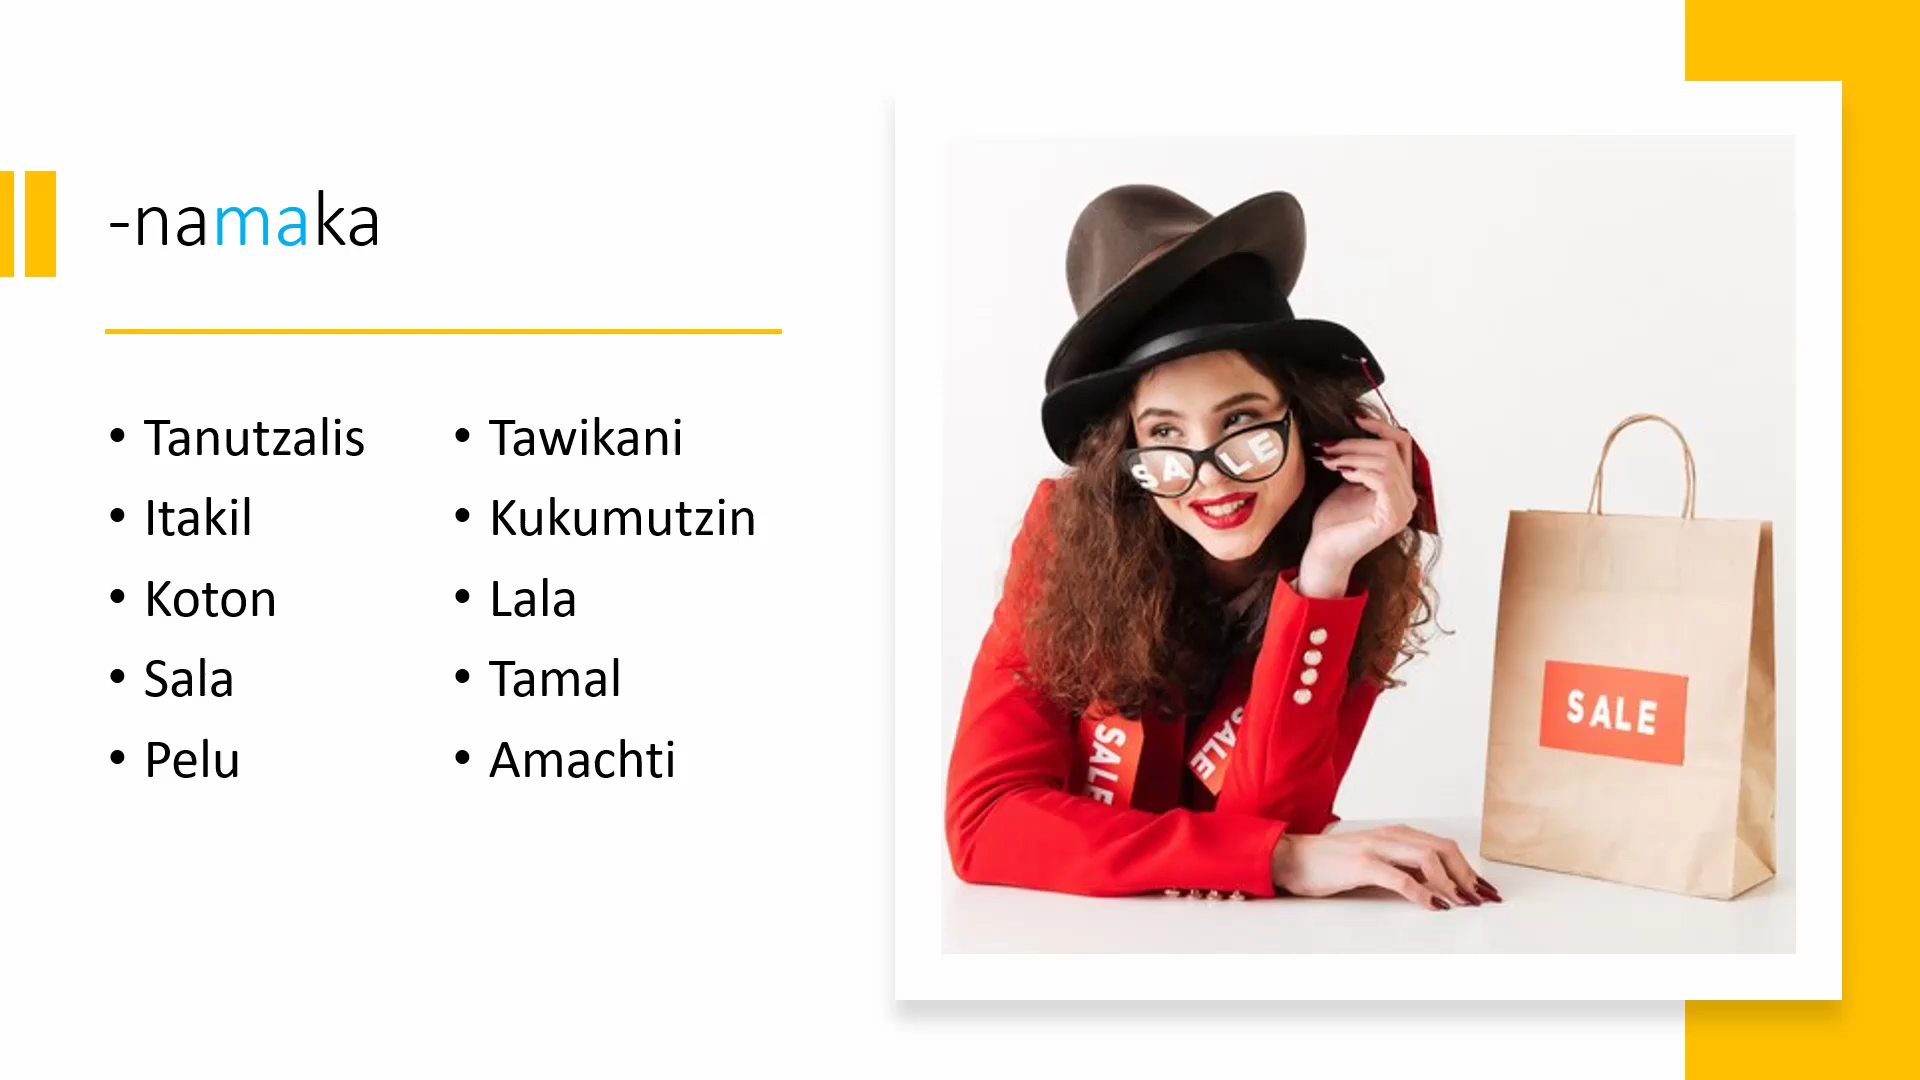 -namaka
• Tanutzalis
• Itakil
• Koton
• Sala
• Pelu
• Tawikani
• Kukumutzin
• Lala
• Tamal
• Amachti
SALE
SALE
SALE
SALE